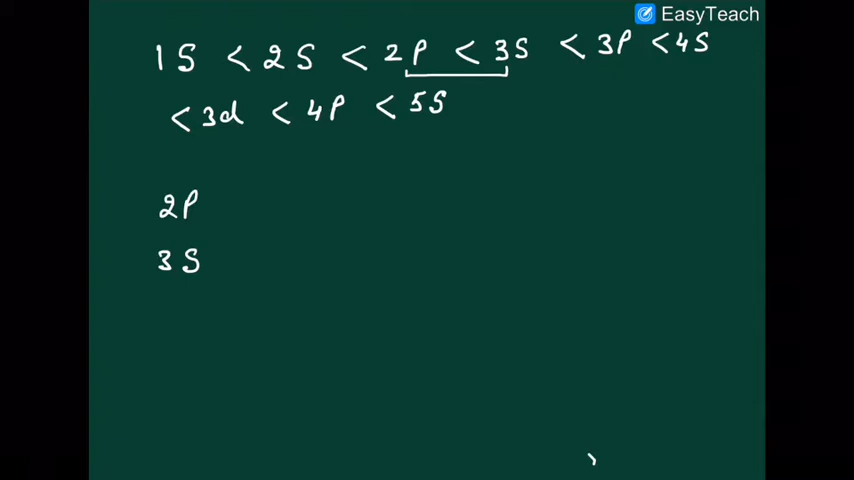 EasyTeach
1S < 2S < 2P < 3S < 3P < 4S
< 3d < 4P < 5S
2P
3S